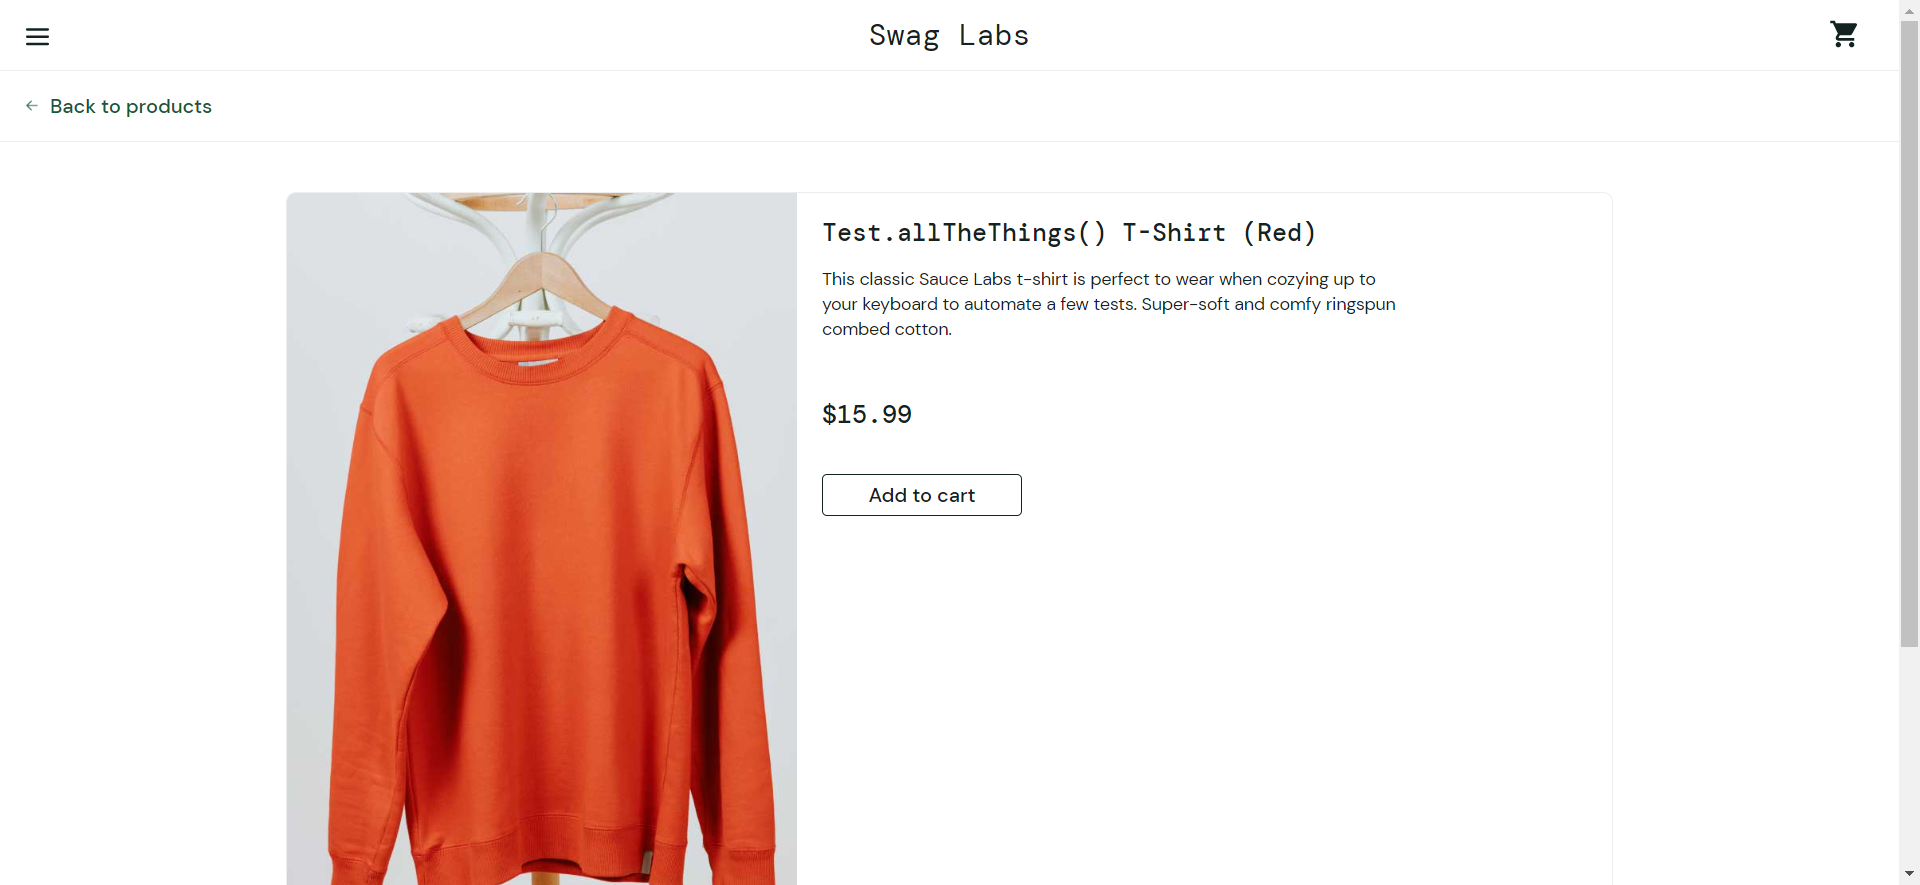 Swag Labs
Back to products
Test.allTheThings() T-Shirt (Red)
This classic Sauce Labs t-shirt is perfect to wear when cozying up to
your keyboard to automate a few tests. Super-soft and comfy ringspun
combed cotton.
$15.99
Add to cart